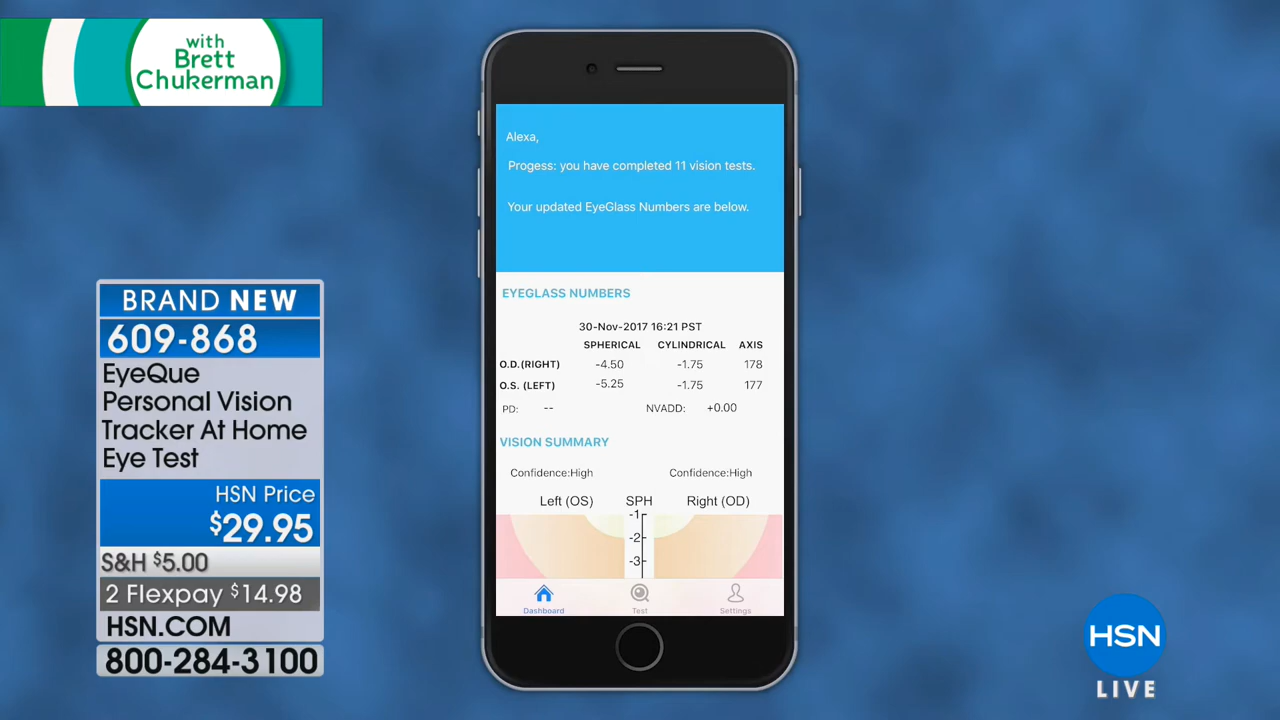 with
Brett
Chukerman
BRAND NEW
609-868
EyeQue
Personal Vision
Tracker At Home
Eye Test
HSN Price
$29.95
S&H $5.00
2 Flexpay $14.98
HSN.COM
800-284-3100
Alexa,
Progess: you have completed 11 vision tests.
Your updated EyeGlass Numbers are below.
EYEGLASS NUMBERS
30-Nov-2017 16:21 PST
SPHERICAL CYLINDRICAL AXIS
O.D.(RIGHT) -4.50 -1.75 178
O.S. (LEFT) -5.25 -1.75 177
PD: -- NVADD: +0.00
VISION SUMMARY
Confidence:High Confidence:High
Left (OS) SPH Right (OD)
-1
-2
-3
Dashboard Test Settings
HSN
LIVE